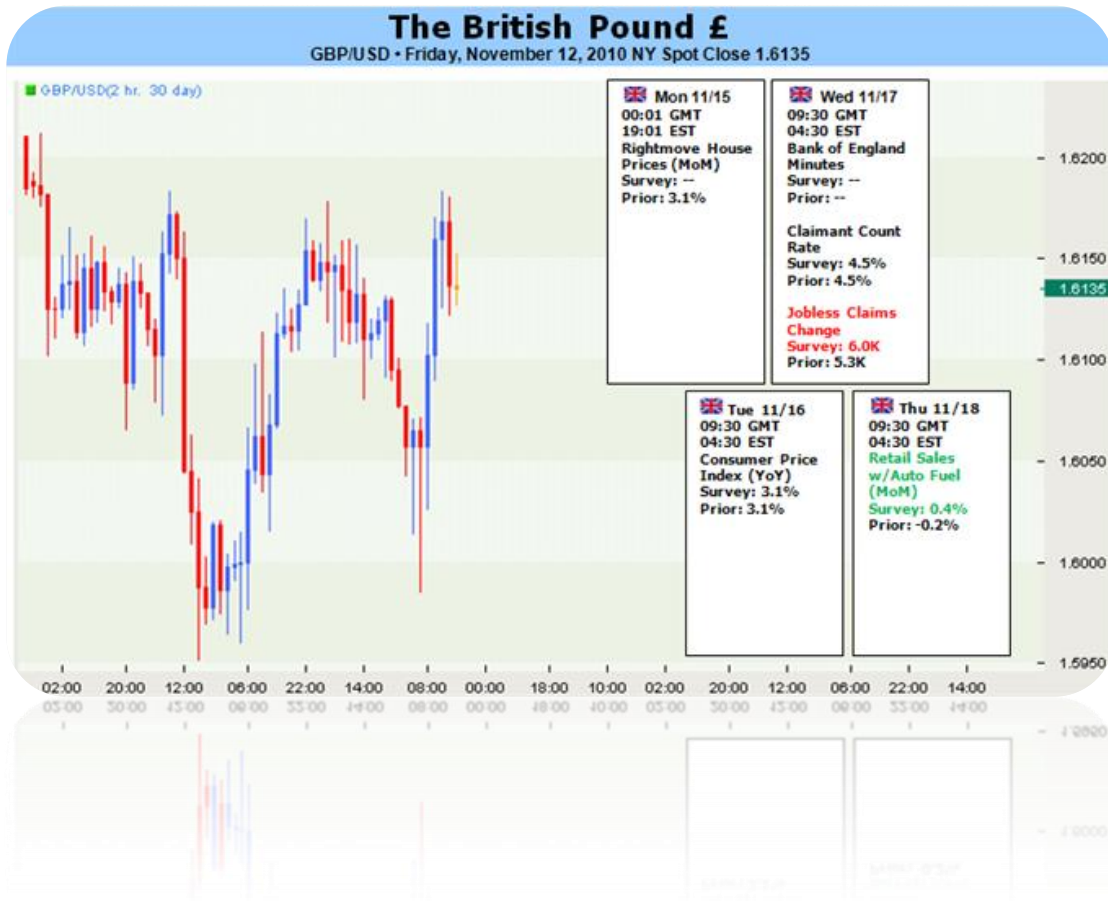 The British Pound £
GBP/USD • Friday, November 12, 2010 NY Spot Close 1.6135
GBP/USD(2 hr. 30 day)
Mon 11/15
00:01 GMT
19:01 EST
Rightmove House
Prices (MoM)
Survey: --
Prior: 3.1%
Wed 11/17
09:30 GMT
04:30 EST
Bank of England
Minutes
Survey: --
Prior: --
Claimant Count
Rate
Survey: 4.5%
Prior: 4.5%
Jobless Claims
Change
Survey: 6.0K
Prior: 5.3K
Tue 11/16
09:30 GMT
04:30 EST
Consumer Price
Index (YoY)
Survey: 3.1%
Prior: 3.1%
Thu 11/18
09:30 GMT
04:30 EST
Retail Sales
w/Auto Fuel
(MoM)
Survey: 0.4%
Prior: -0.2%
1.6200
1.6150
1.6135
1.6100
1.6050
1.6000
1.5950
02:00 20:00 12:00 06:00 22:00 14:00 08:00 00:00 18:00 10:00 02:00 20:00 12:00 06:00 22:00 14:00